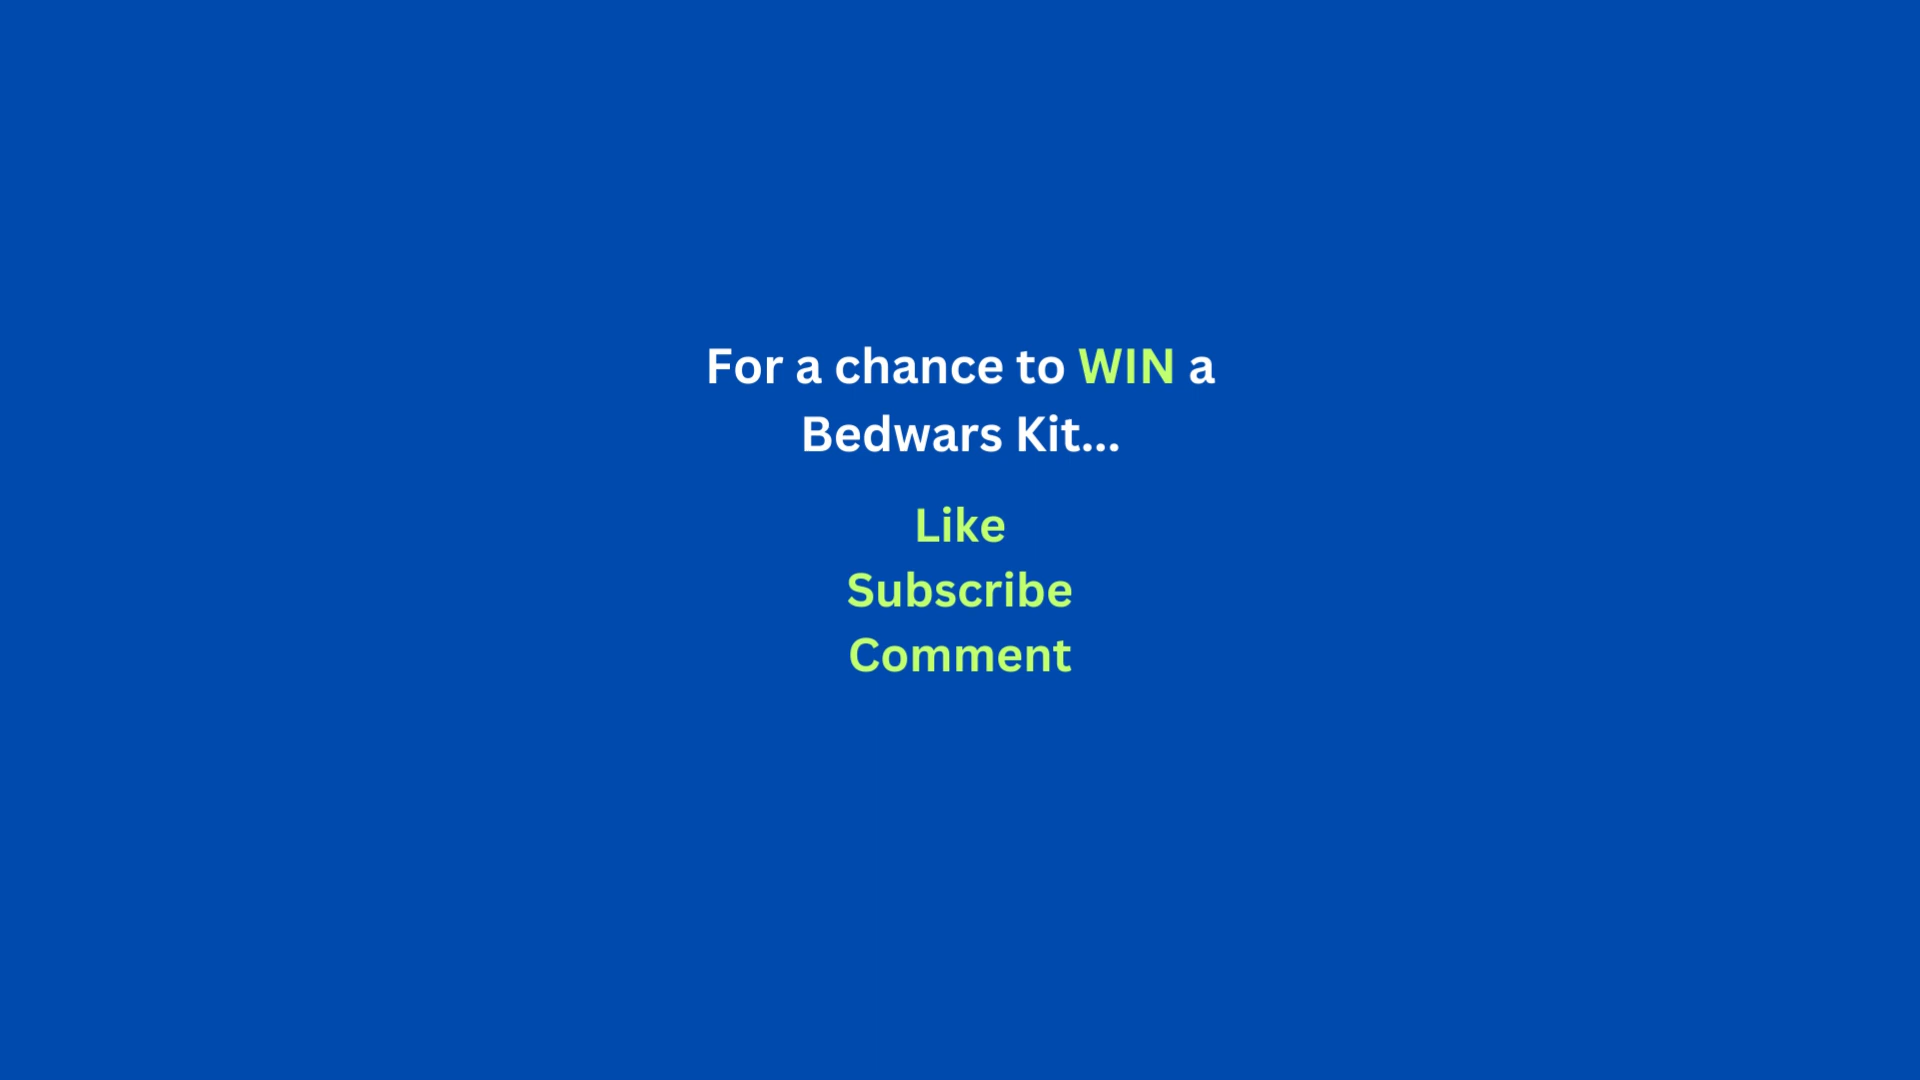 For a chance to WIN a
Bedwars Kit...
Like
Subscribe
Comment